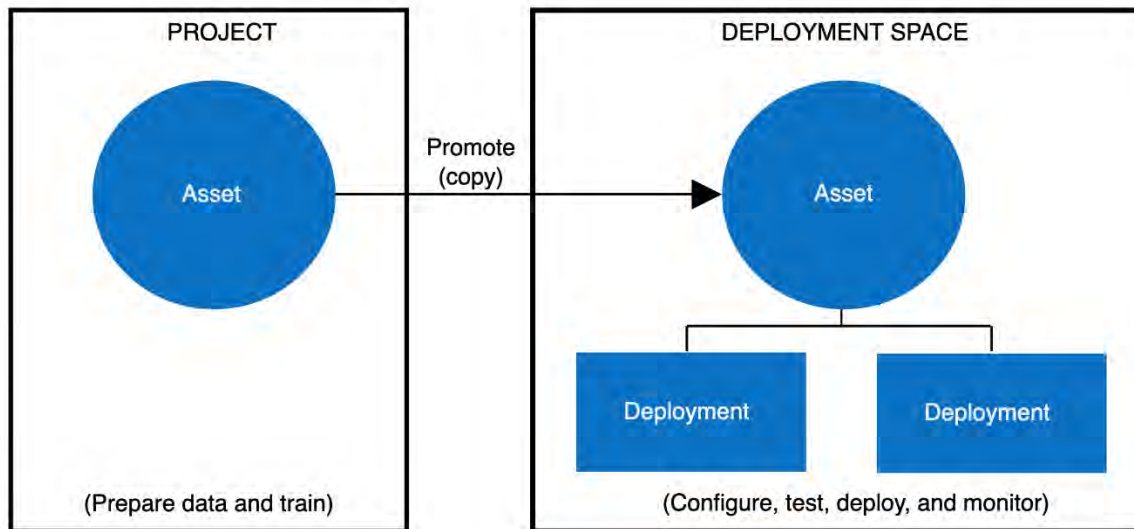 PROJECT
DEPLOYMENT SPACE
Promote
(copy)
Asset
Asset
Deployment
Deployment
(Prepare data and train)
(Configure, test, deploy, and monitor)